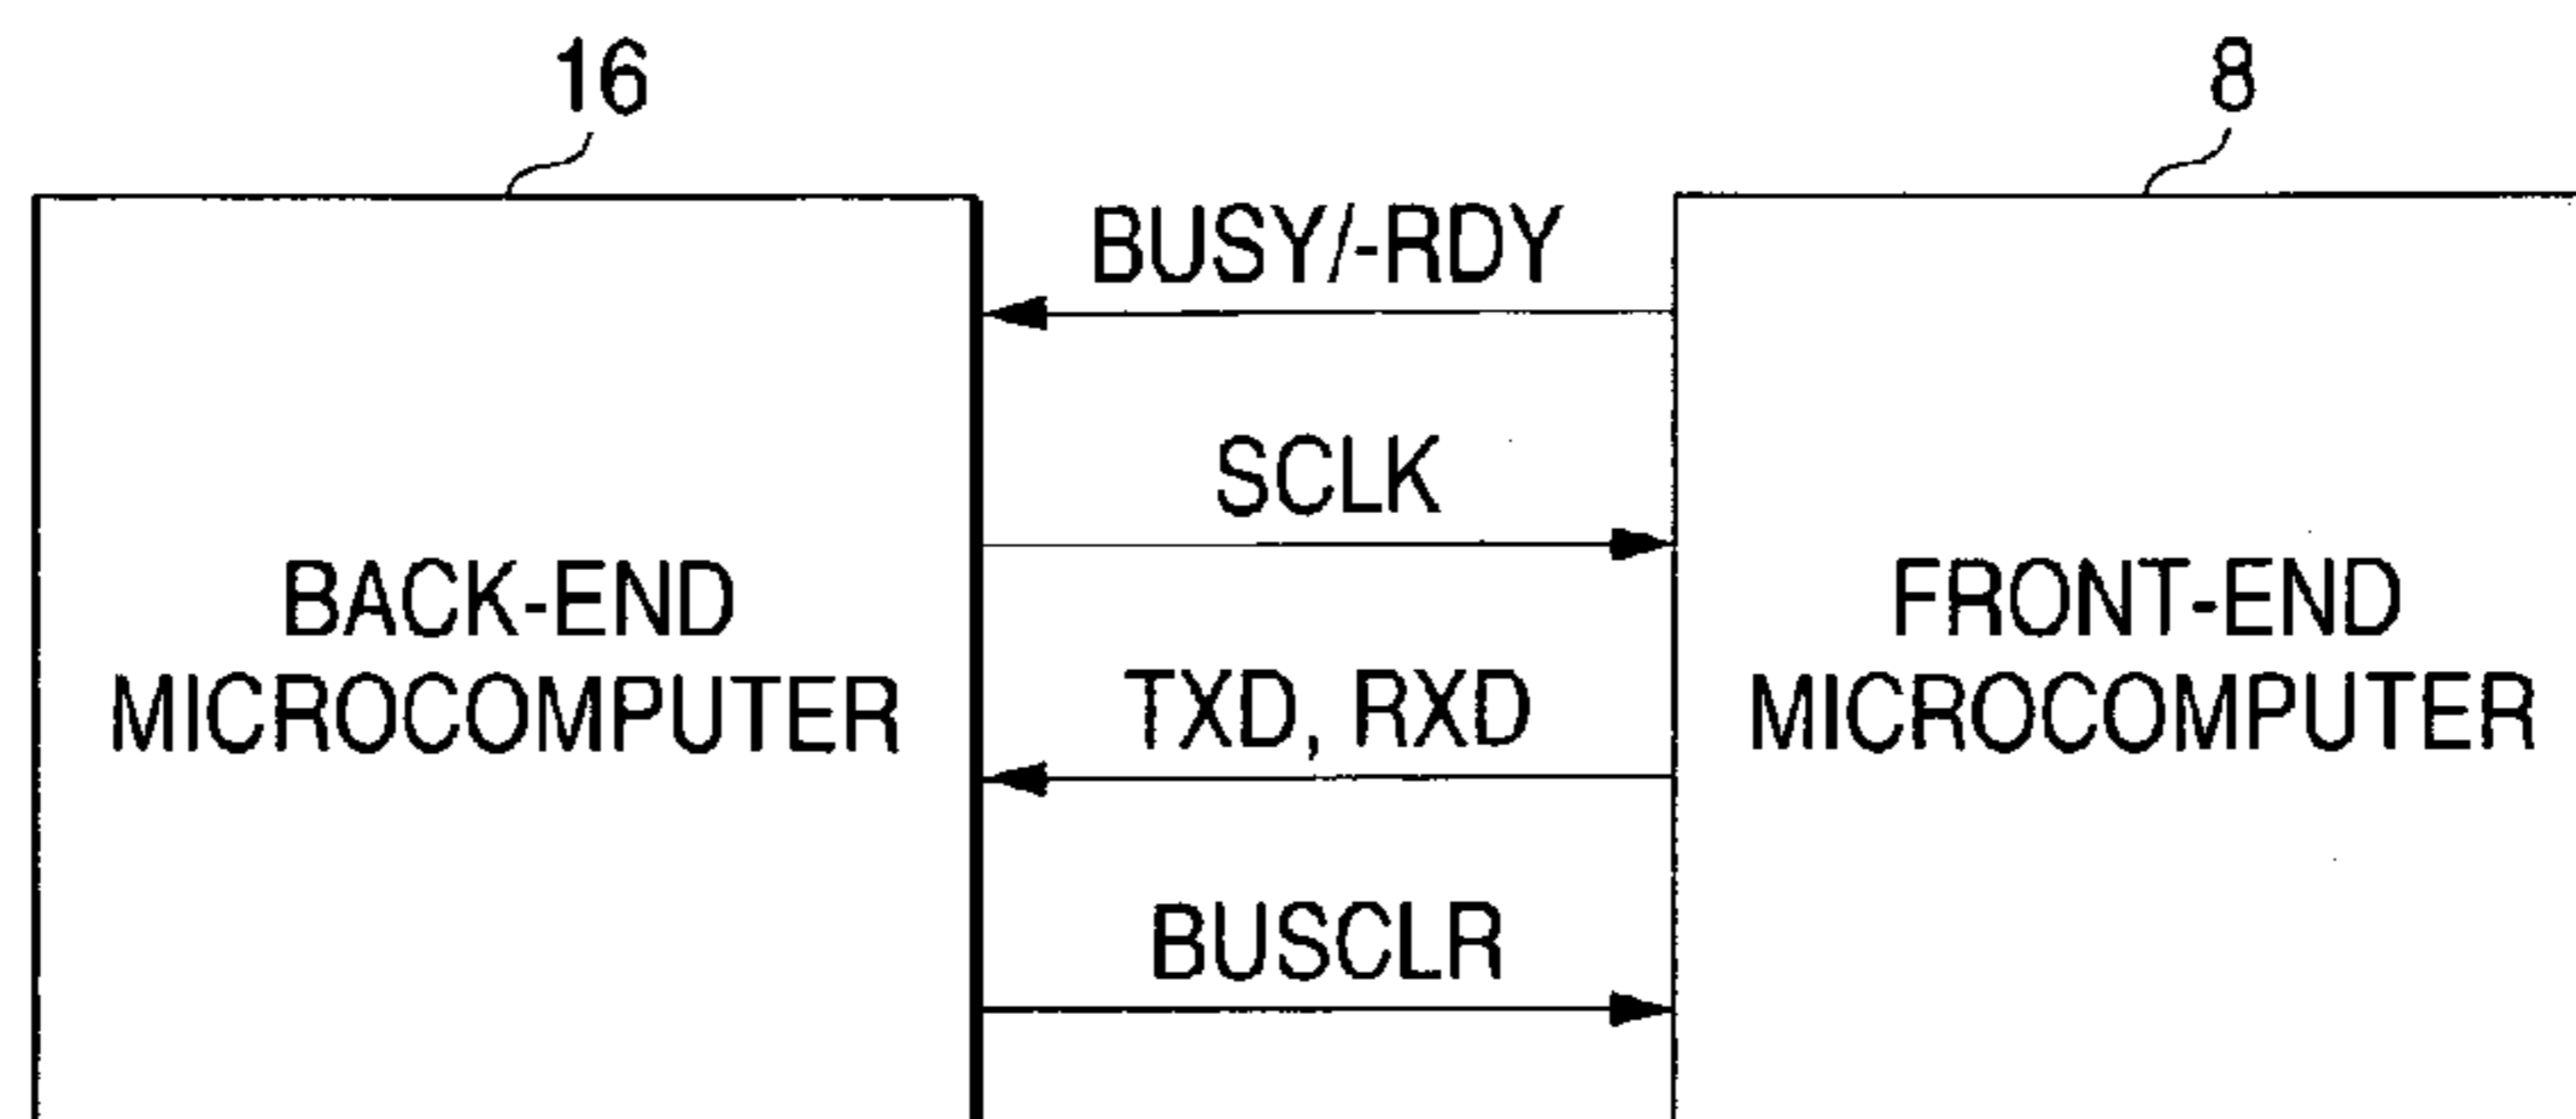 16
8
BUSY/-RDY
SCLK
BACK-END
MICROCOMPUTER
FRONT-END
MICROCOMPUTER
TXD, RXD
BUSCLR